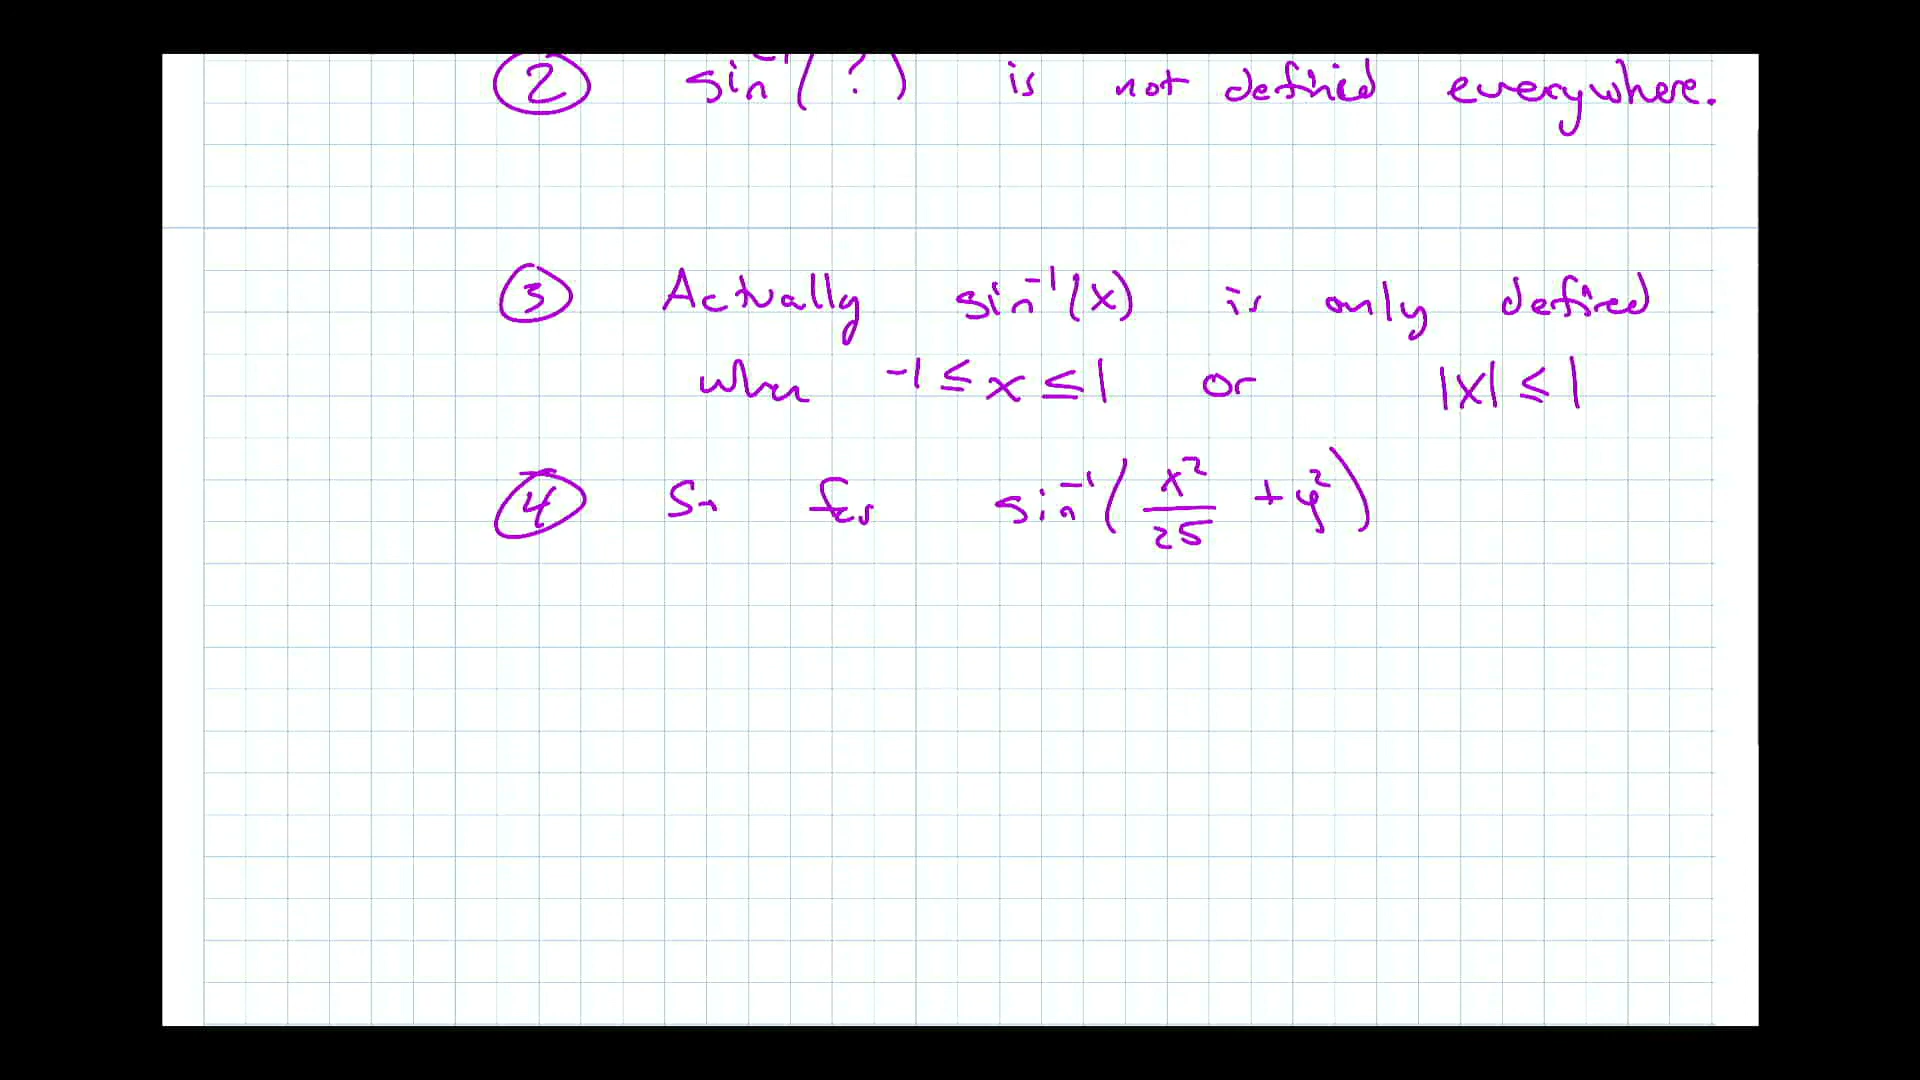 ② sin⁻¹(?) is not defined everywhere.
③ Actually sin⁻¹(x) is only defined
when -1 ≤ x ≤ 1 or |x| ≤ 1
④ So for sin⁻¹(x²/25 + y²)